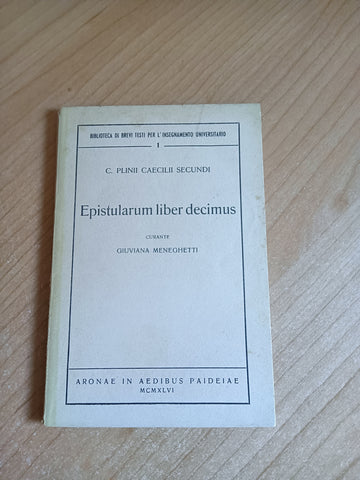 BIBLIOTECA DI BREVI TESTI PER L'INSEGNAMENTO UNIVERSITARIO
1
C. PLINII CAECILII SECUNDI
Epistularum liber decimus
CURANTE
GIUVIANA MENEGHETTI
ARONAE IN AEDIBUS PAIDEIAE
MCMXLVI